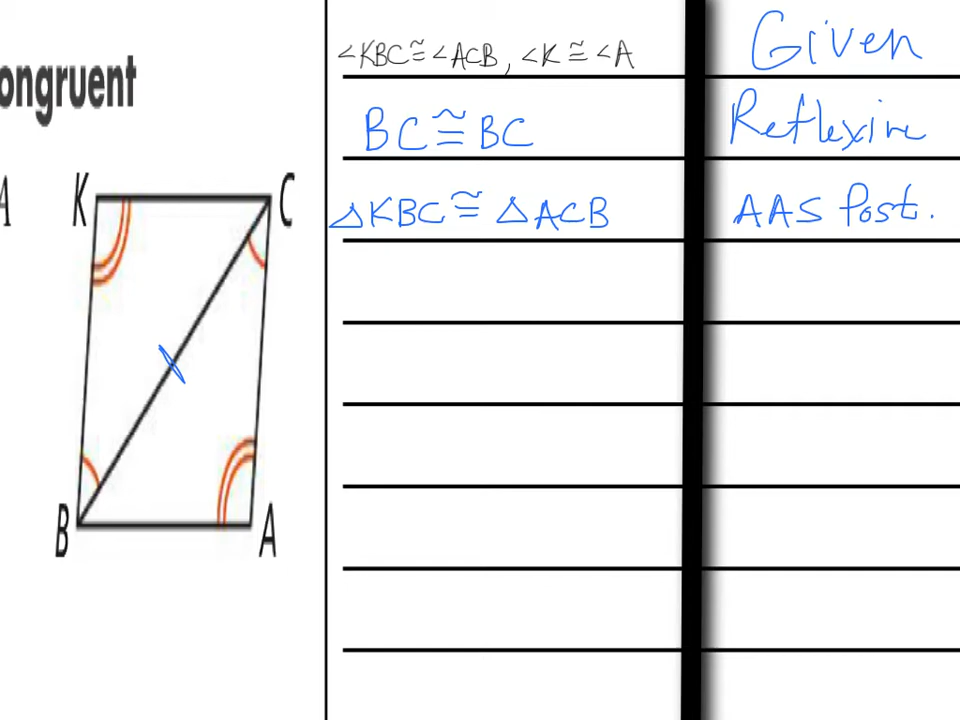 ongruent
∠KBC≅∠ACB, ∠K≅∠A
Given
BC≅BC
Reflexive
A
K
C
△KBC≅△ACB
AAS Post.
B
A